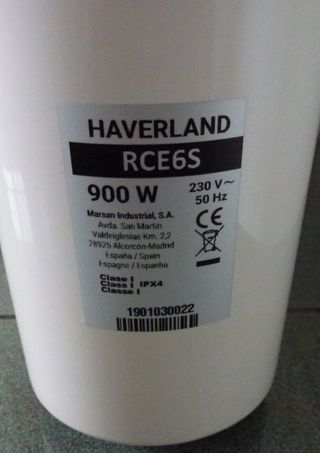 HAVERLAND
RCE6S
900 W
230 V~
50 Hz
Marsan Industrial, S.A.
Avda. San Martín
Valdeiglesias Km. 2,2
28925 Alcorcón-Madrid
España / Spain
Espagne / Espanha
CE
Clase I
Class I IPX4
Classe I
1901030022